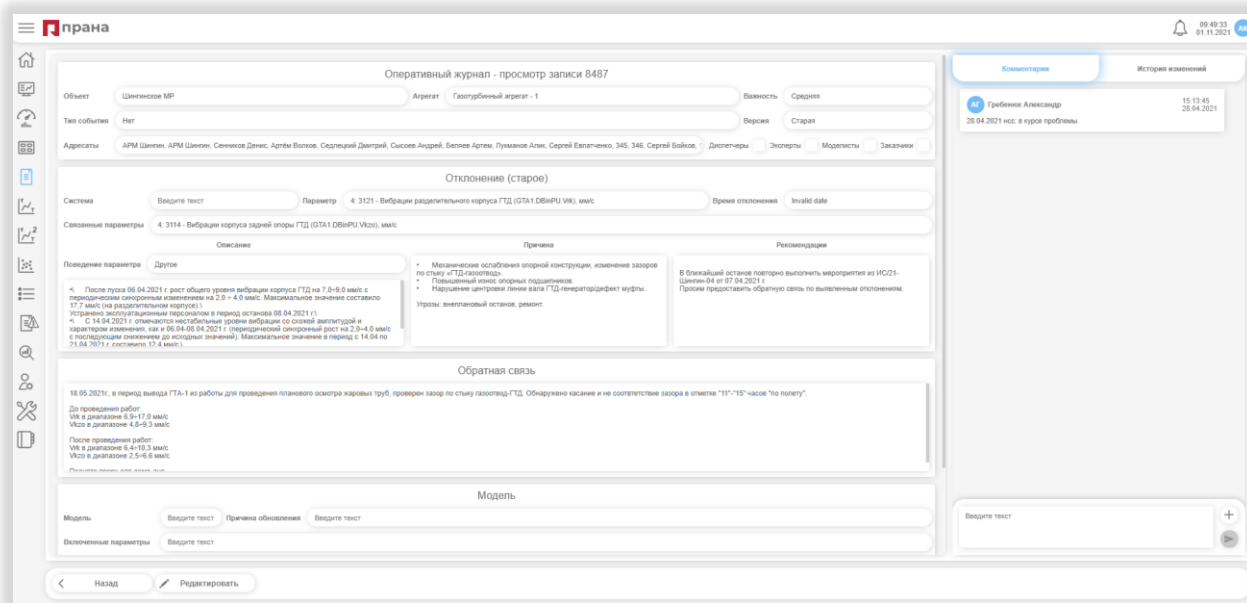 прана
09:49:33
01.11.2021
АК
Оперативный журнал - просмотр записи 8487
Объект Шингинское МР Агрегат Газотурбинный агрегат - 1 Важность Средняя
Тип события Нет Версия Старая
Адресаты АРМ Шингин, АРМ Шингин, Сенников Денис, Артём Волков, Седлецкий Дмитрий, Сысоев Андрей, Беляев Артем, Лукманов Алик, Сергей Евпатченко, 345, 346, Сергей Бойков, Диспетчеры Эксперты Моделисты Заказчики
Отклонение (старое)
Система Введите текст Параметр 4: 3121 - Вибрации разделительного корпуса ГТД (GTA1.DBinPU.Vrk), мм/с Время отклонения Invalid date
Связанные параметры 4: 3114 - Вибрации корпуса задней опоры ГТД (GTA1.DBinPU.Vkzo), мм/с
Описание Причина Рекомендации
Поведение параметра Другое
•\ После пуска 06.04.2021 г. рост общего уровня вибрации корпуса ГТД на 7,0÷9,0 мм/с с
периодическим синхронным изменением на 2,0 ÷ 4,0 мм/с. Максимальное значение составило
17,7 мм/с (на разделительном корпусе).\
Устранено эксплуатационным персоналом в период останова 08.04.2021 г.\
•\ С 14.04.2021 г. отмечаются нестабильные уровни вибрации со схожей амплитудой и
характером изменения, как и 06.04-08.04.2021 г. (периодический синхронный рост на 2,0÷4,0 мм/с
с последующим снижением до исходных значений). Максимальное значение в период с 14.04 по
21.04.2021 г. составило 12,4 мм/с.\
• Механические ослабления опорной конструкции, изменение зазоров
по стыку «ГТД-газоотвод».
• Повышенный износ опорных подшипников.
• Нарушение центровки линии вала ГТД-генератор/дефект муфты.
Угрозы: внеплановый останов, ремонт.
В ближайший останов повторно выполнить мероприятия из ИС/21-
Шингин-04 от 07.04.2021 г.
Просим предоставить обратную связь по выявленным отклонениям.
Обратная связь
18.05.2021г., в период вывода ГТА-1 из работы для проведения планового осмотра жаровых труб, проверен зазор по стыку газоотвод-ГТД. Обнаружено касание и не соответствие зазора в отметке "11"-"15" часов "по полету".
До проведения работ:
Vrk в диапазоне 6,9÷17,0 мм/с
Vkzo в диапазоне 4,8÷9,3 мм/с
После проведения работ:
Vrk в диапазоне 6,4÷10,3 мм/с
Vkzo в диапазоне 2,5÷6,6 мм/с
Модель
Модель Введите текст Причина обновления Введите текст
Включенные параметры Введите текст
Назад Редактировать
Комментарии История изменений
АГ Гребенюк Александр 15:13:45
28.04.2021
28.04.2021 нсс: в курсе проблемы.
Введите текст